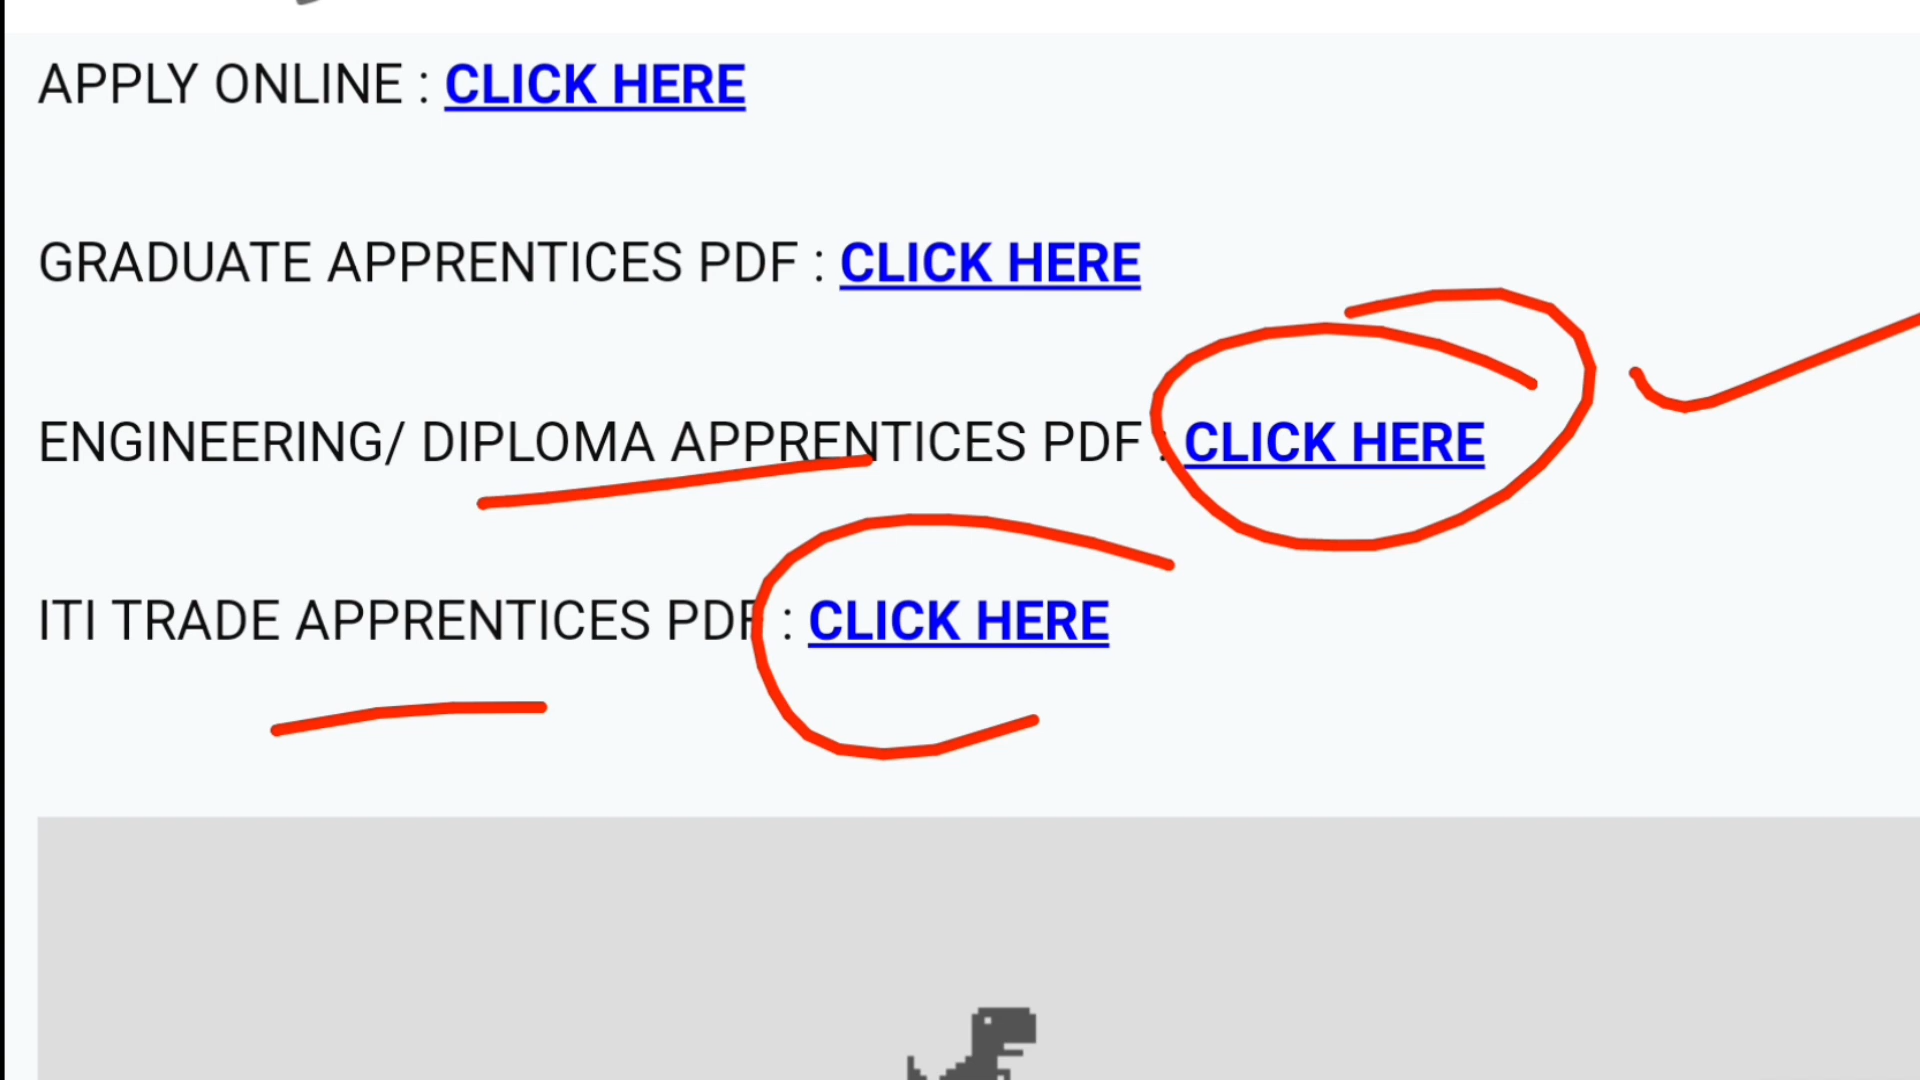 APPLY ONLINE : CLICK HERE
GRADUATE APPRENTICES PDF : CLICK HERE
ENGINEERING/ DIPLOMA APPRENTICES PDF : CLICK HERE
ITI TRADE APPRENTICES PDF : CLICK HERE